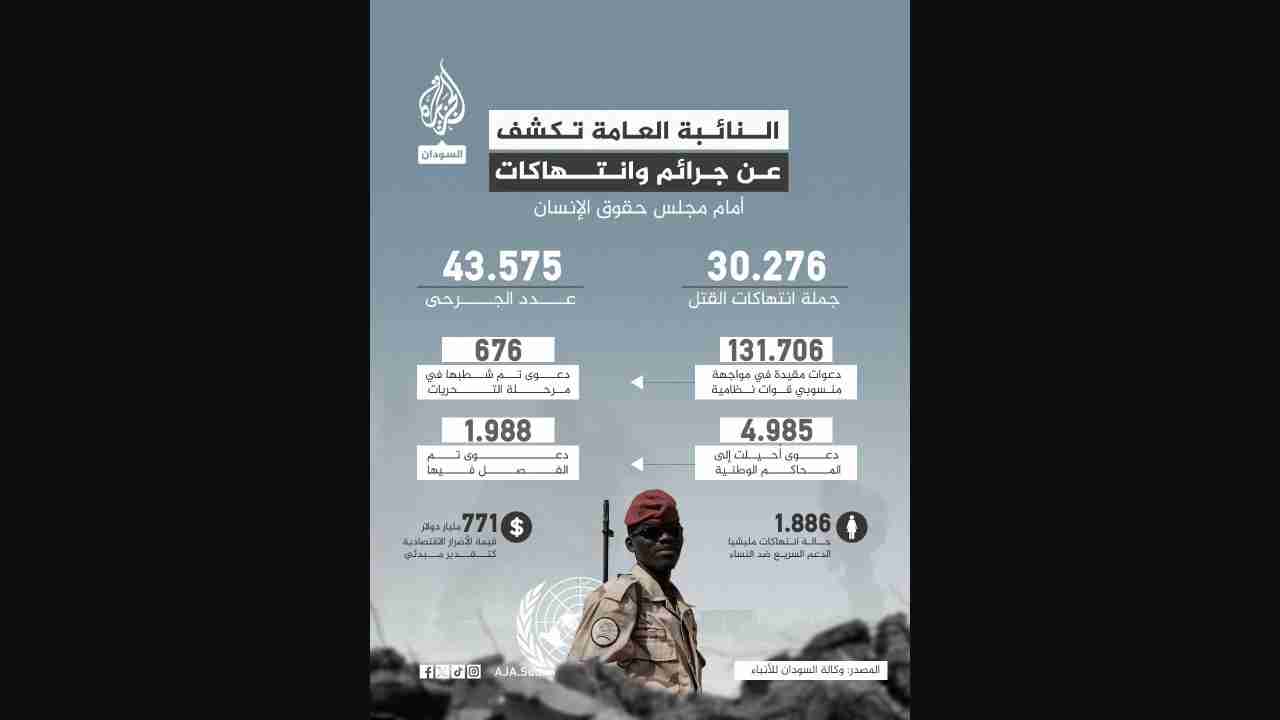 الجزيرة
السودان
النائبة العامة تكشف
عن جرائم وانتهاكات
أمام مجلس حقوق الإنسان
30.276
جملة انتهاكات القتل
43.575
عدد الجرحى
131.706
دعوات مقيدة في مواجهة
منسوبي قوات نظامية
676
دعوى تم شطبها في
مرحلة التحريات
4.985
دعوى أحيلت إلى
المحاكم الوطنية
1.988
دعوى تم
الفصل فيها
1.886
حالة انتهاكات مليشيا
الدعم السريع ضد النساء
$
771 مليار دولار
قيمة الأضرار الاقتصادية
كتقدير مبدئي
المصدر: وكالة السودان للأنباء